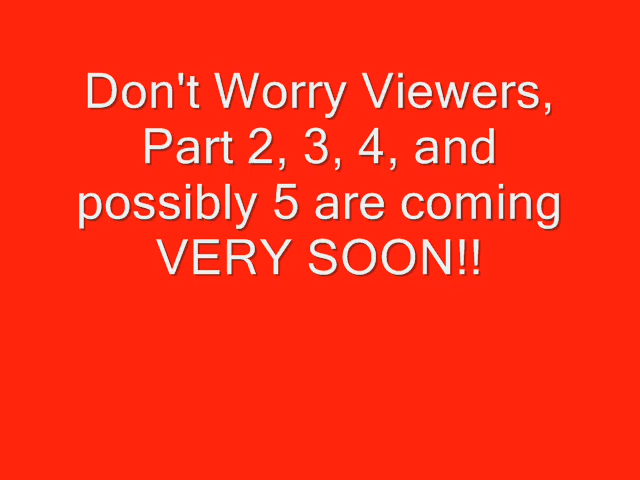 Don't Worry Viewers,
Part 2, 3, 4, and
possibly 5 are coming
VERY SOON!!